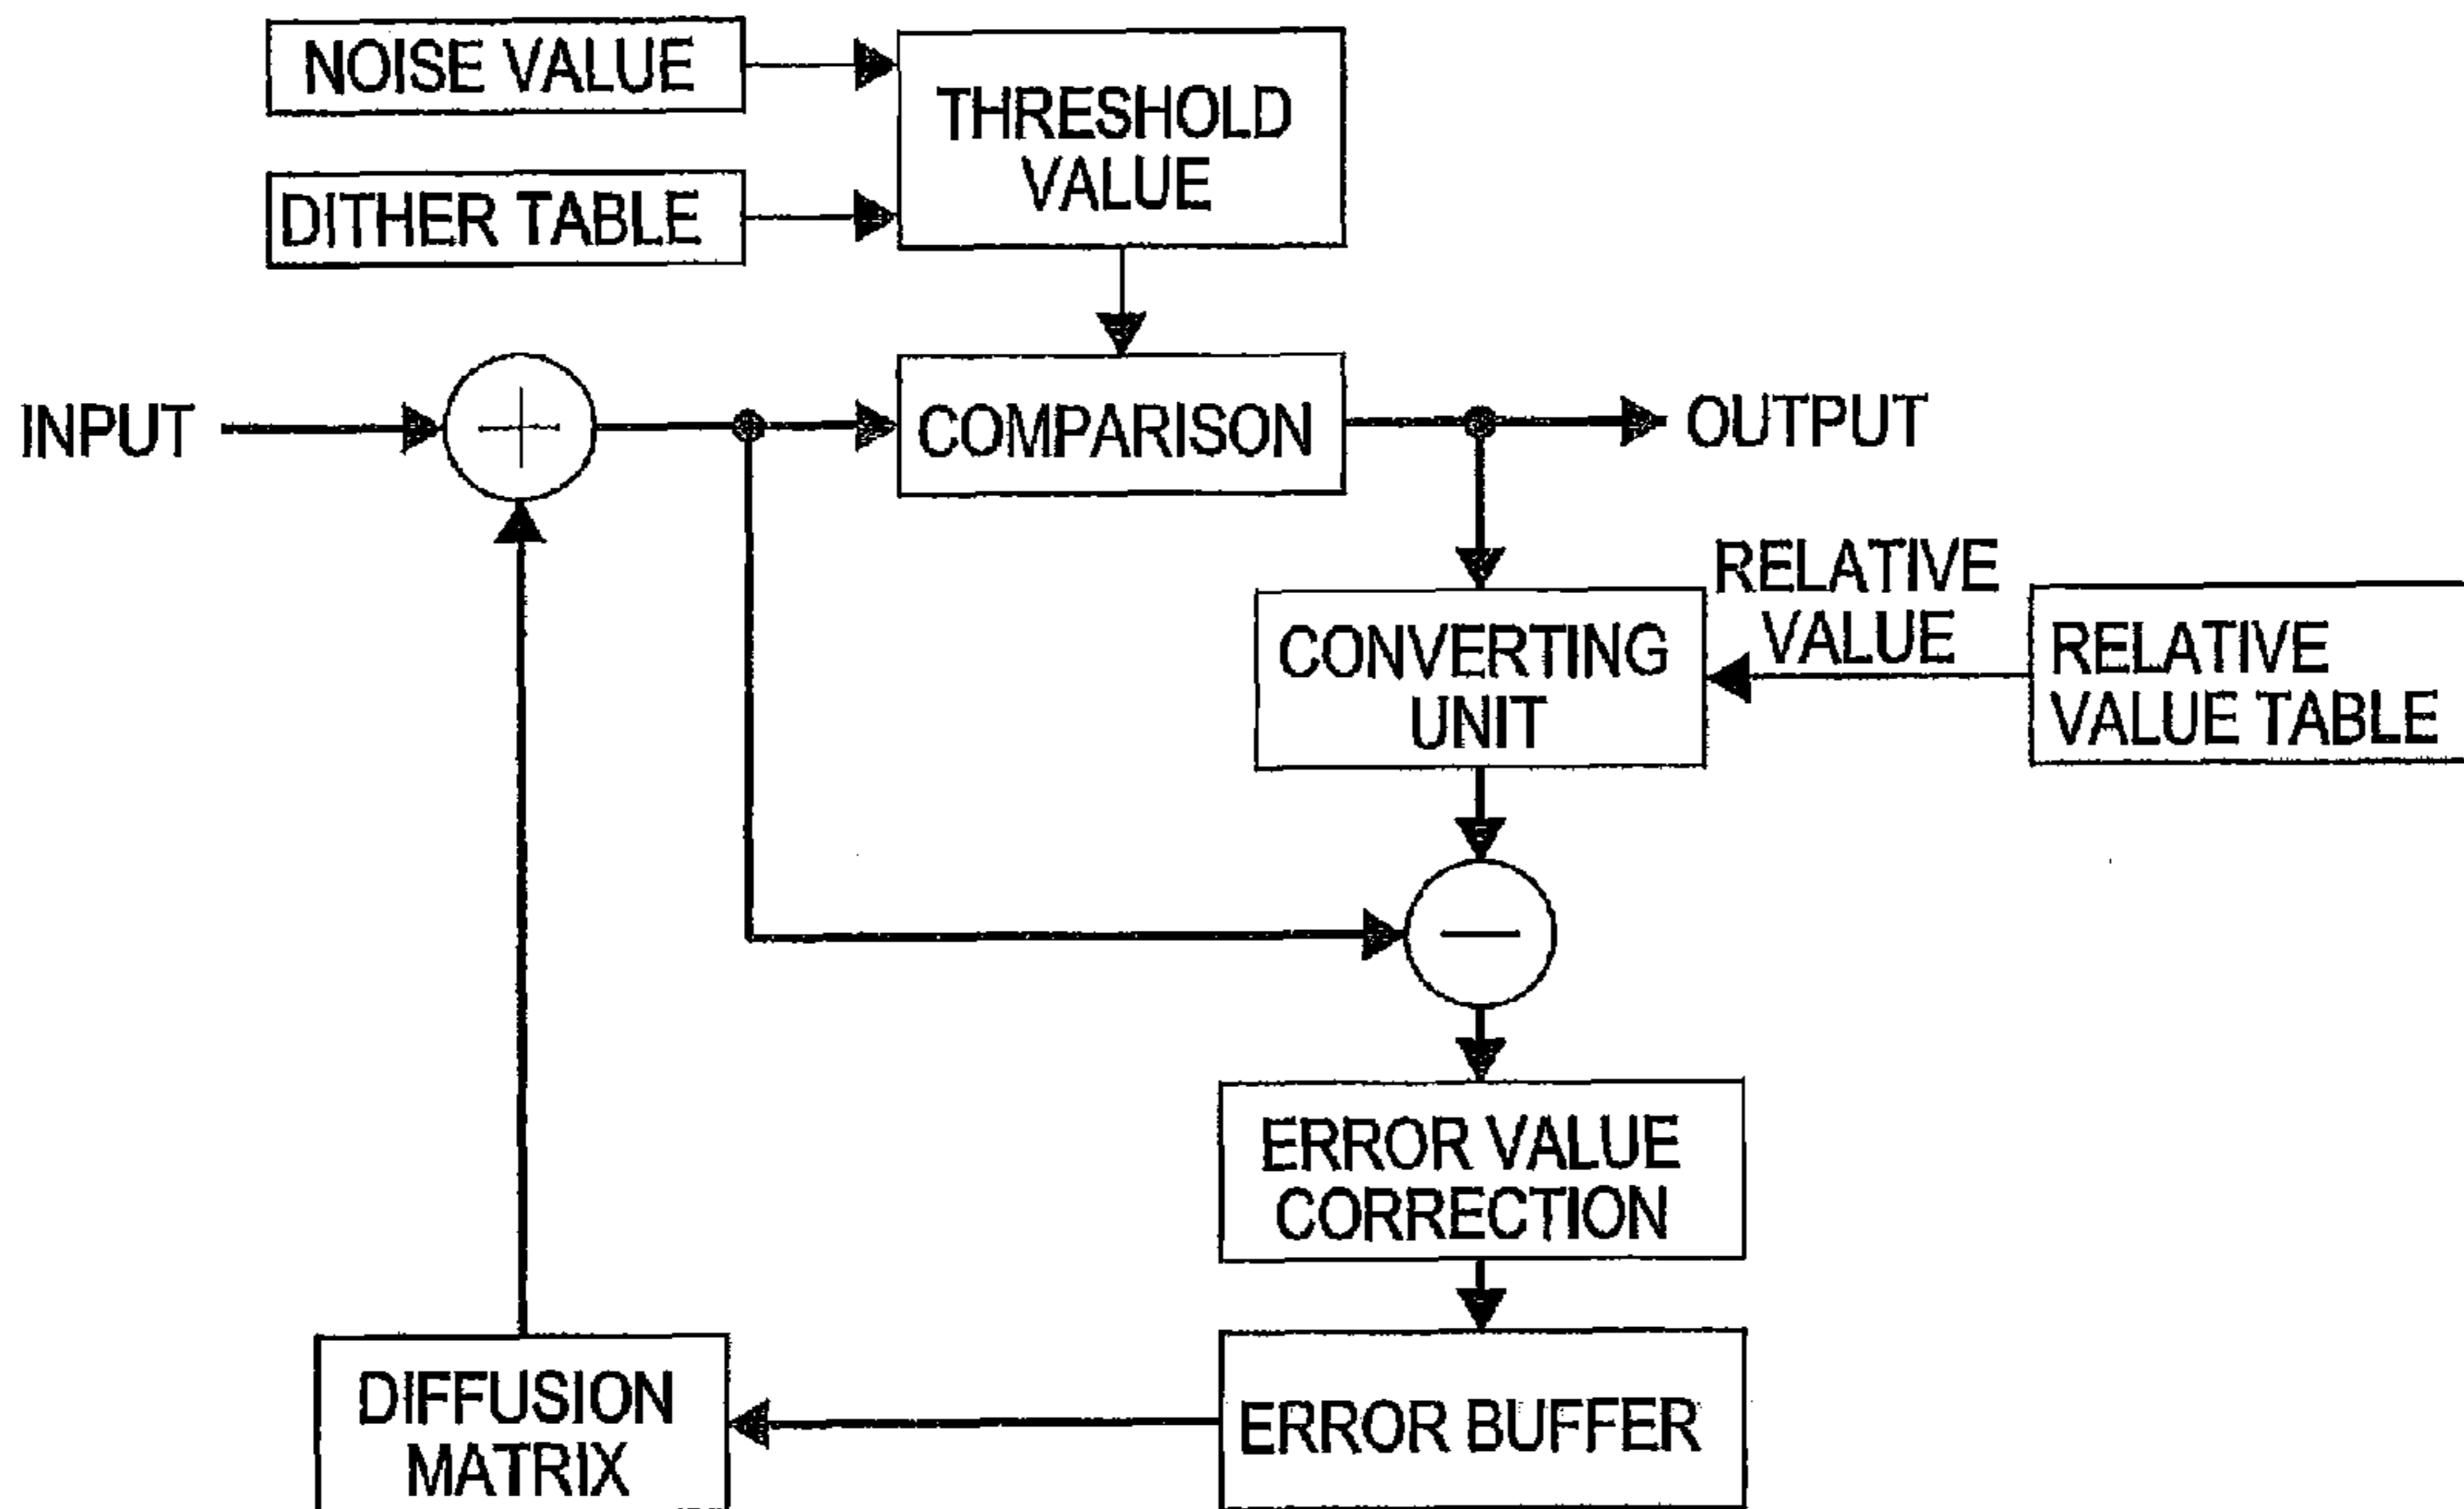 NOISE VALUE
THRESHOLD
VALUE
DITHER TABLE
INPUT
COMPARISON
OUTPUT
RELATIVE
VALUE
CONVERTING
UNIT
RELATIVE
VALUE TABLE
ERROR VALUE
CORRECTION
DIFFUSION
MATRIX
ERROR BUFFER